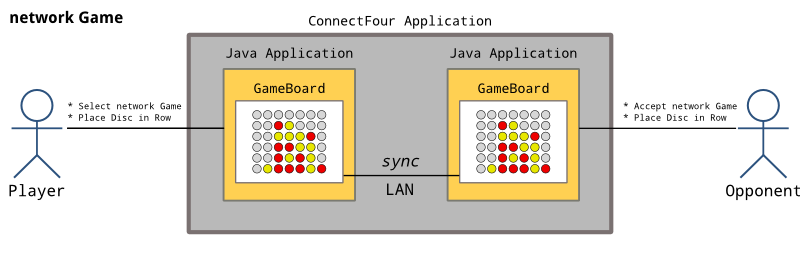 network Game
ConnectFour Application
Java Application
Java Application
GameBoard
GameBoard
* Select network Game
* Place Disc in Row
* Accept network Game
* Place Disc in Row
sync
LAN
Player
Opponent